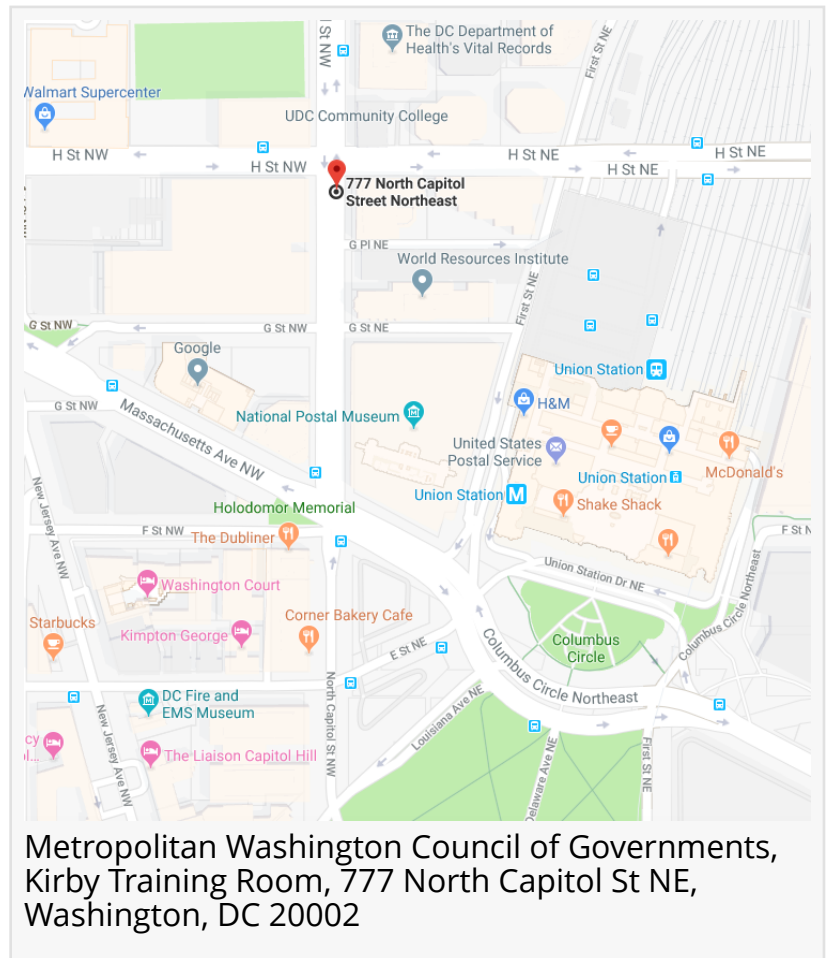 I St NW
The DC Department of
Health's Vital Records
First St NE
Walmart Supercenter
UDC Community College
H St NW
H St NW
H St NE
H St NE
H St NE
777 North Capitol
Street Northeast
G Pl NE
World Resources Institute
First St NE
G St NW
G St NW
G St NE
Google
Union Station
H&M
G St NW
Massachusetts Ave NW
National Postal Museum
United States
Postal Service
McDonald's
Union Station
Union Station M
Shake Shack
New Jersey Ave NW
Holodomor Memorial
F St NW
The Dubliner
F St N
Union Station Dr NE
Washington Court
Columbus Circle Northeast
Starbucks
Kimpton George
Corner Bakery Cafe
E St NE
Columbus
Circle
Columbus Circle Northeast
DC Fire and
EMS Museum
North Capitol St NW
Louisiana Ave NE
New Jersey Ave NW
The Liaison Capitol Hill
Delaware Ave NE
First St NE
Metropolitan Washington Council of Governments,
Kirby Training Room, 777 North Capitol St NE,
Washington, DC 20002